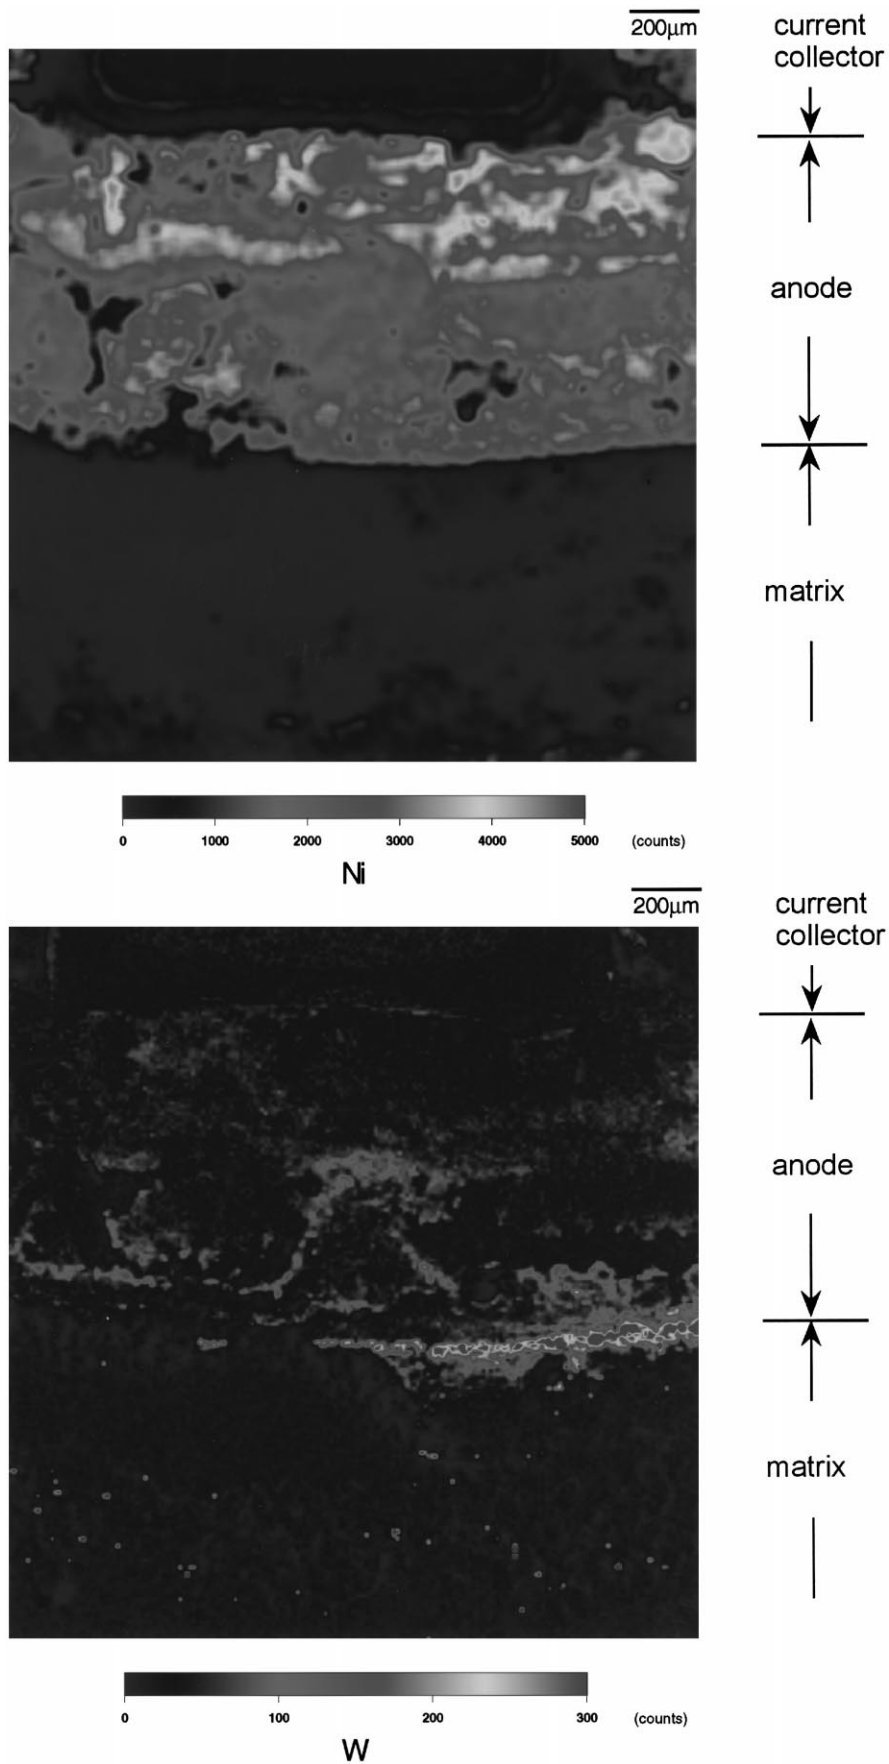 200μm
current
collector
anode
matrix
0 1000 2000 3000 4000 5000 (counts)
Ni
200μm
current
collector
anode
matrix
0 100 200 300 (counts)
W